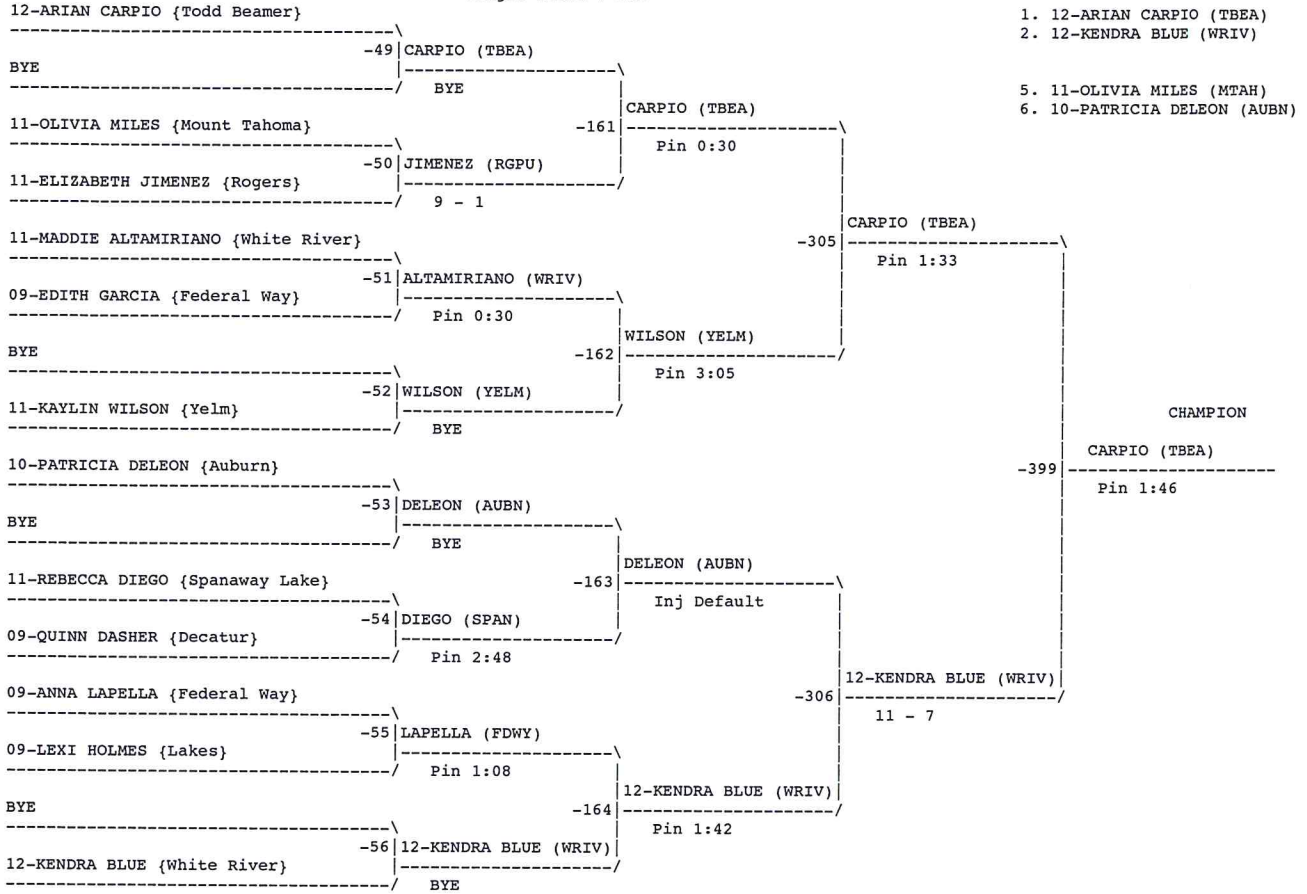 12-ARIAN CARPIO {Todd Beamer}
1. 12-ARIAN CARPIO (TBEA)
2. 12-KENDRA BLUE (WRIV)
-49 CARPIO (TBEA)
BYE
BYE
5. 11-OLIVIA MILES (MTAH)
6. 10-PATRICIA DELEON (AUBN)
CARPIO (TBEA)
11-OLIVIA MILES {Mount Tahoma}
-161
Pin 0:30
-50 JIMENEZ (RGPU)
11-ELIZABETH JIMENEZ {Rogers}
9 - 1
CARPIO (TBEA)
11-MADDIE ALTAMIRIANO {White River}
-305
Pin 1:33
-51 ALTAMIRIANO (WRIV)
09-EDITH GARCIA {Federal Way}
Pin 0:30
WILSON (YELM)
BYE
-162
Pin 3:05
-52 WILSON (YELM)
11-KAYLIN WILSON {Yelm}
CHAMPION
BYE
CARPIO (TBEA)
10-PATRICIA DELEON {Auburn}
-399
Pin 1:46
-53 DELEON (AUBN)
BYE
BYE
DELEON (AUBN)
11-REBECCA DIEGO {Spanaway Lake}
-163
Inj Default
-54 DIEGO (SPAN)
09-QUINN DASHER {Decatur}
Pin 2:48
12-KENDRA BLUE (WRIV)
09-ANNA LAPELLA {Federal Way}
-306
11 - 7
-55 LAPELLA (FDWY)
09-LEXI HOLMES {Lakes}
Pin 1:08
12-KENDRA BLUE (WRIV)
BYE
-164
Pin 1:42
-56 12-KENDRA BLUE (WRIV)
12-KENDRA BLUE {White River}
BYE